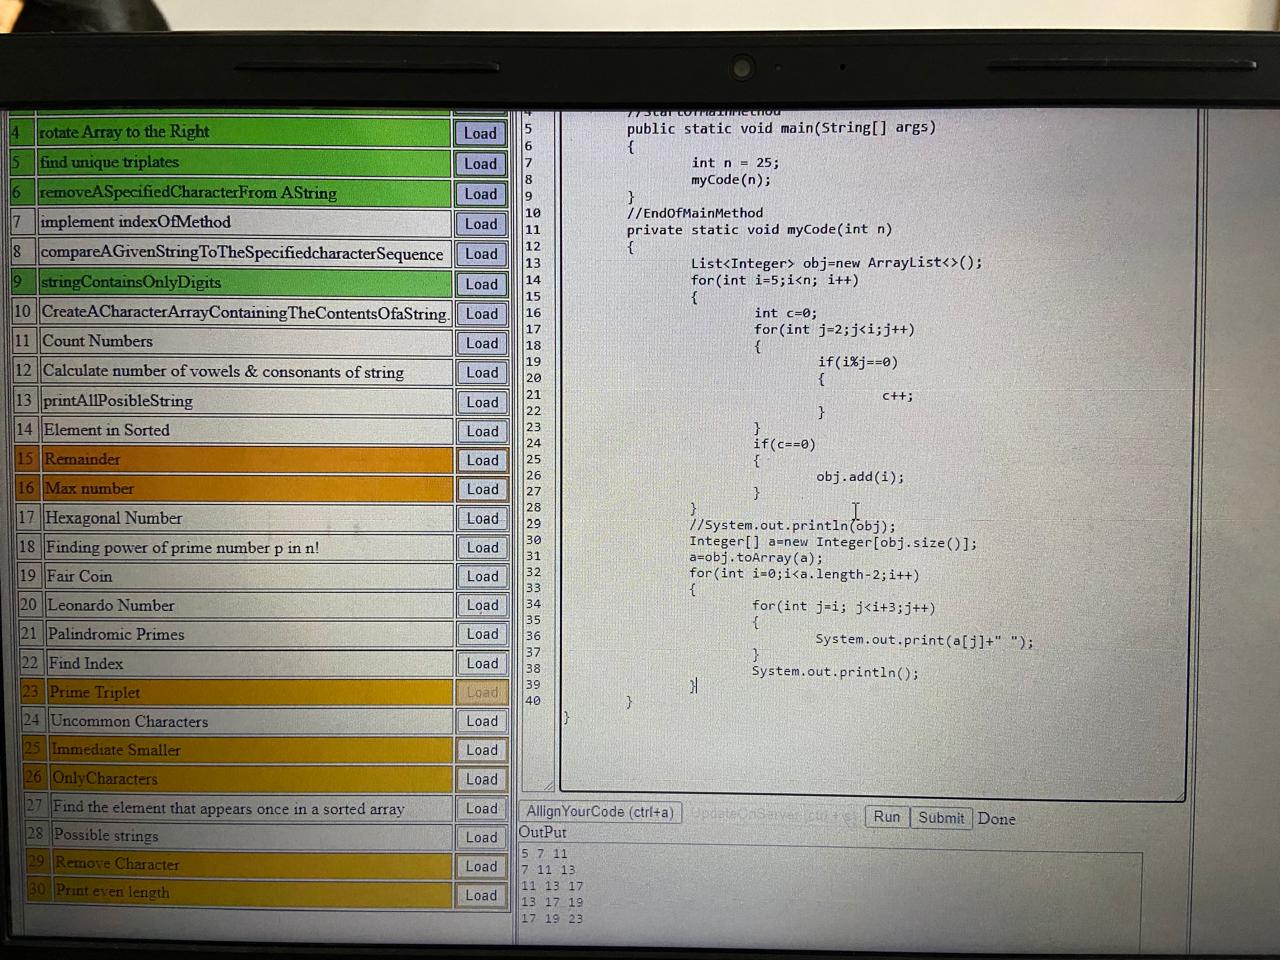 4 rotate Array to the Right Load
5 find unique triplates Load
6 removeASpecifiedCharacterFrom AString Load
7 implement indexOfMethod Load
8 compareAGivenStringToTheSpecifiedcharacterSequence Load
9 stringContainsOnlyDigits Load
10 CreateACharacterArrayContainingTheContentsOfaString. Load
11 Count Numbers Load
12 Calculate number of vowels & consonants of string Load
13 printAllPosibleString Load
14 Element in Sorted Load
15 Remainder Load
16 Max number Load
17 Hexagonal Number Load
18 Finding power of prime number p in n! Load
19 Fair Coin Load
20 Leonardo Number Load
21 Palindromic Primes Load
22 Find Index Load
23 Prime Triplet Load
24 Uncommon Characters Load
25 Immediate Smaller Load
26 OnlyCharacters Load
27 Find the element that appears once in a sorted array Load
28 Possible strings Load
29 Remove Character Load
30 Print even length Load
4 //StartOfMainMethod
5 public static void main(String[] args)
6 {
7 int n = 25;
8 myCode(n);
9 }
10 //EndOfMainMethod
11 private static void myCode(int n)
12 {
13 List<Integer> obj=new ArrayList<>();
14 for(int i=5;i<n; i++)
15 {
16 int c=0;
17 for(int j=2;j<i;j++)
18 {
19 if(i%j==0)
20 {
21 c++;
22 }
23 }
24 if(c==0)
25 {
26 obj.add(i);
27 }
28 }
29 //System.out.println(obj);
30 Integer[] a=new Integer[obj.size()];
31 a=obj.toArray(a);
32 for(int i=0;i<a.length-2;i++)
33 {
34 for(int j=i; j<i+3;j++)
35 {
36 System.out.print(a[j]+" ");
37 }
38 System.out.println();
39 }
40 }
}
AllignYourCode (ctrl+a) UpdateOnServer (ctrl + s) Run Submit Done
OutPut
5 7 11
7 11 13
11 13 17
13 17 19
17 19 23